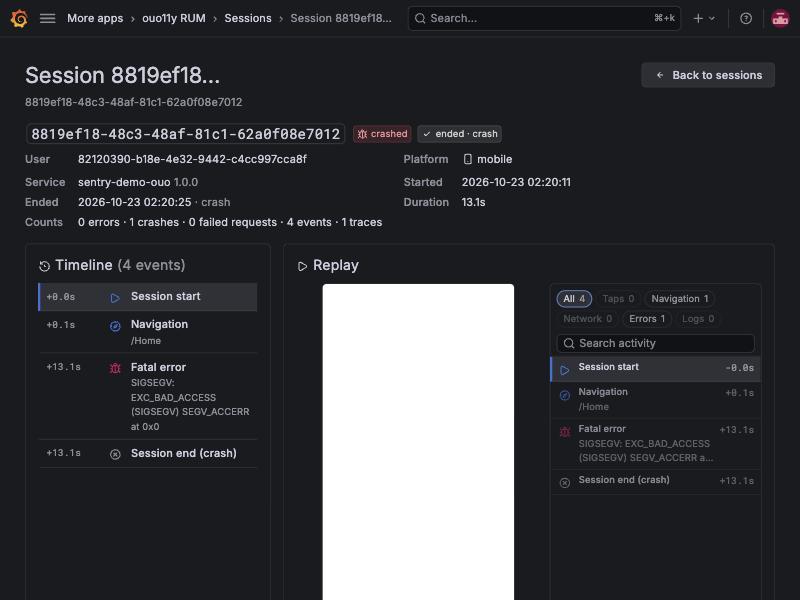 More apps › ouo11y RUM › Sessions › Session 8819ef18...
Search... ⌘+k
Session 8819ef18...
← Back to sessions
8819ef18-48c3-48af-81c1-62a0f08e7012
8819ef18-48c3-48af-81c1-62a0f08e7012 crashed ✓ ended · crash
User 82120390-b18e-4e32-9442-c4cc997cca8f Platform mobile
Service sentry-demo-ouo 1.0.0 Started 2026-10-23 02:20:11
Ended 2026-10-23 02:20:25 · crash Duration 13.1s
Counts 0 errors · 1 crashes · 0 failed requests · 4 events · 1 traces
Timeline (4 events)
+0.0s Session start
+0.1s Navigation
/Home
+13.1s Fatal error
SIGSEGV:
EXC_BAD_ACCESS
(SIGSEGV) SEGV_ACCERR
at 0x0
+13.1s Session end (crash)
Replay
All 4 Taps 0 Navigation 1
Network 0 Errors 1 Logs 0
Search activity
Session start -0.0s
Navigation +0.1s
/Home
Fatal error +13.1s
SIGSEGV: EXC_BAD_ACCESS
(SIGSEGV) SEGV_ACCERR a...
Session end (crash) +13.1s